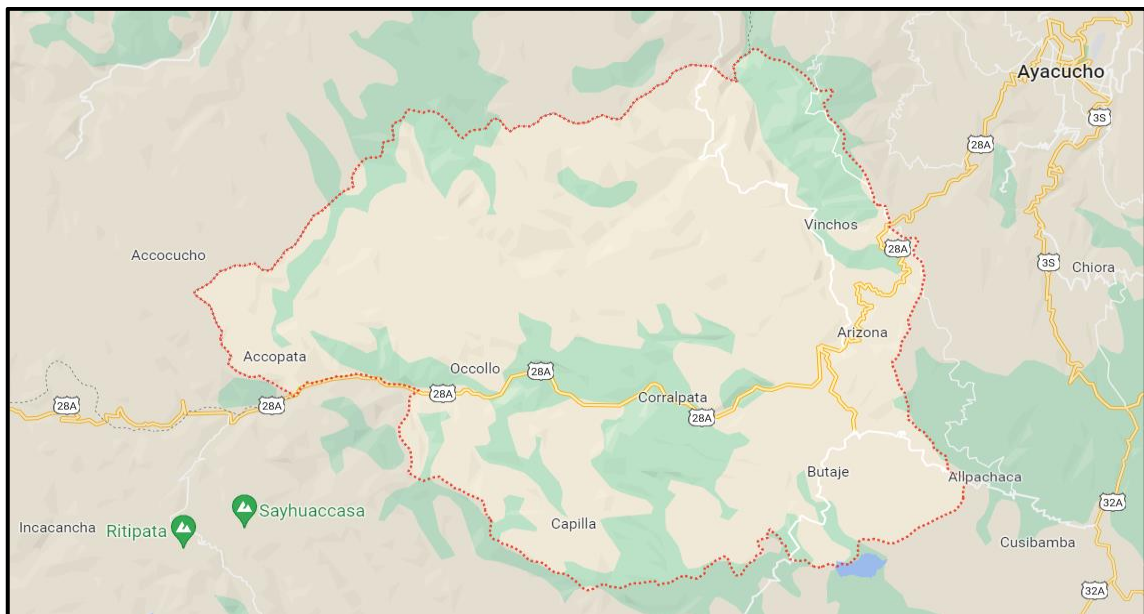 Ayacucho
3S
28A
Vinchos
Accocucho
28A
3S
Chiora
Arizona
Accopata
Occollo
28A
28A
Corralpata
28A
28A
28A
Butaje
Allpachaca
Sayhuaccasa
32A
Capilla
Incacancha
Ritipata
Cusibamba
32A